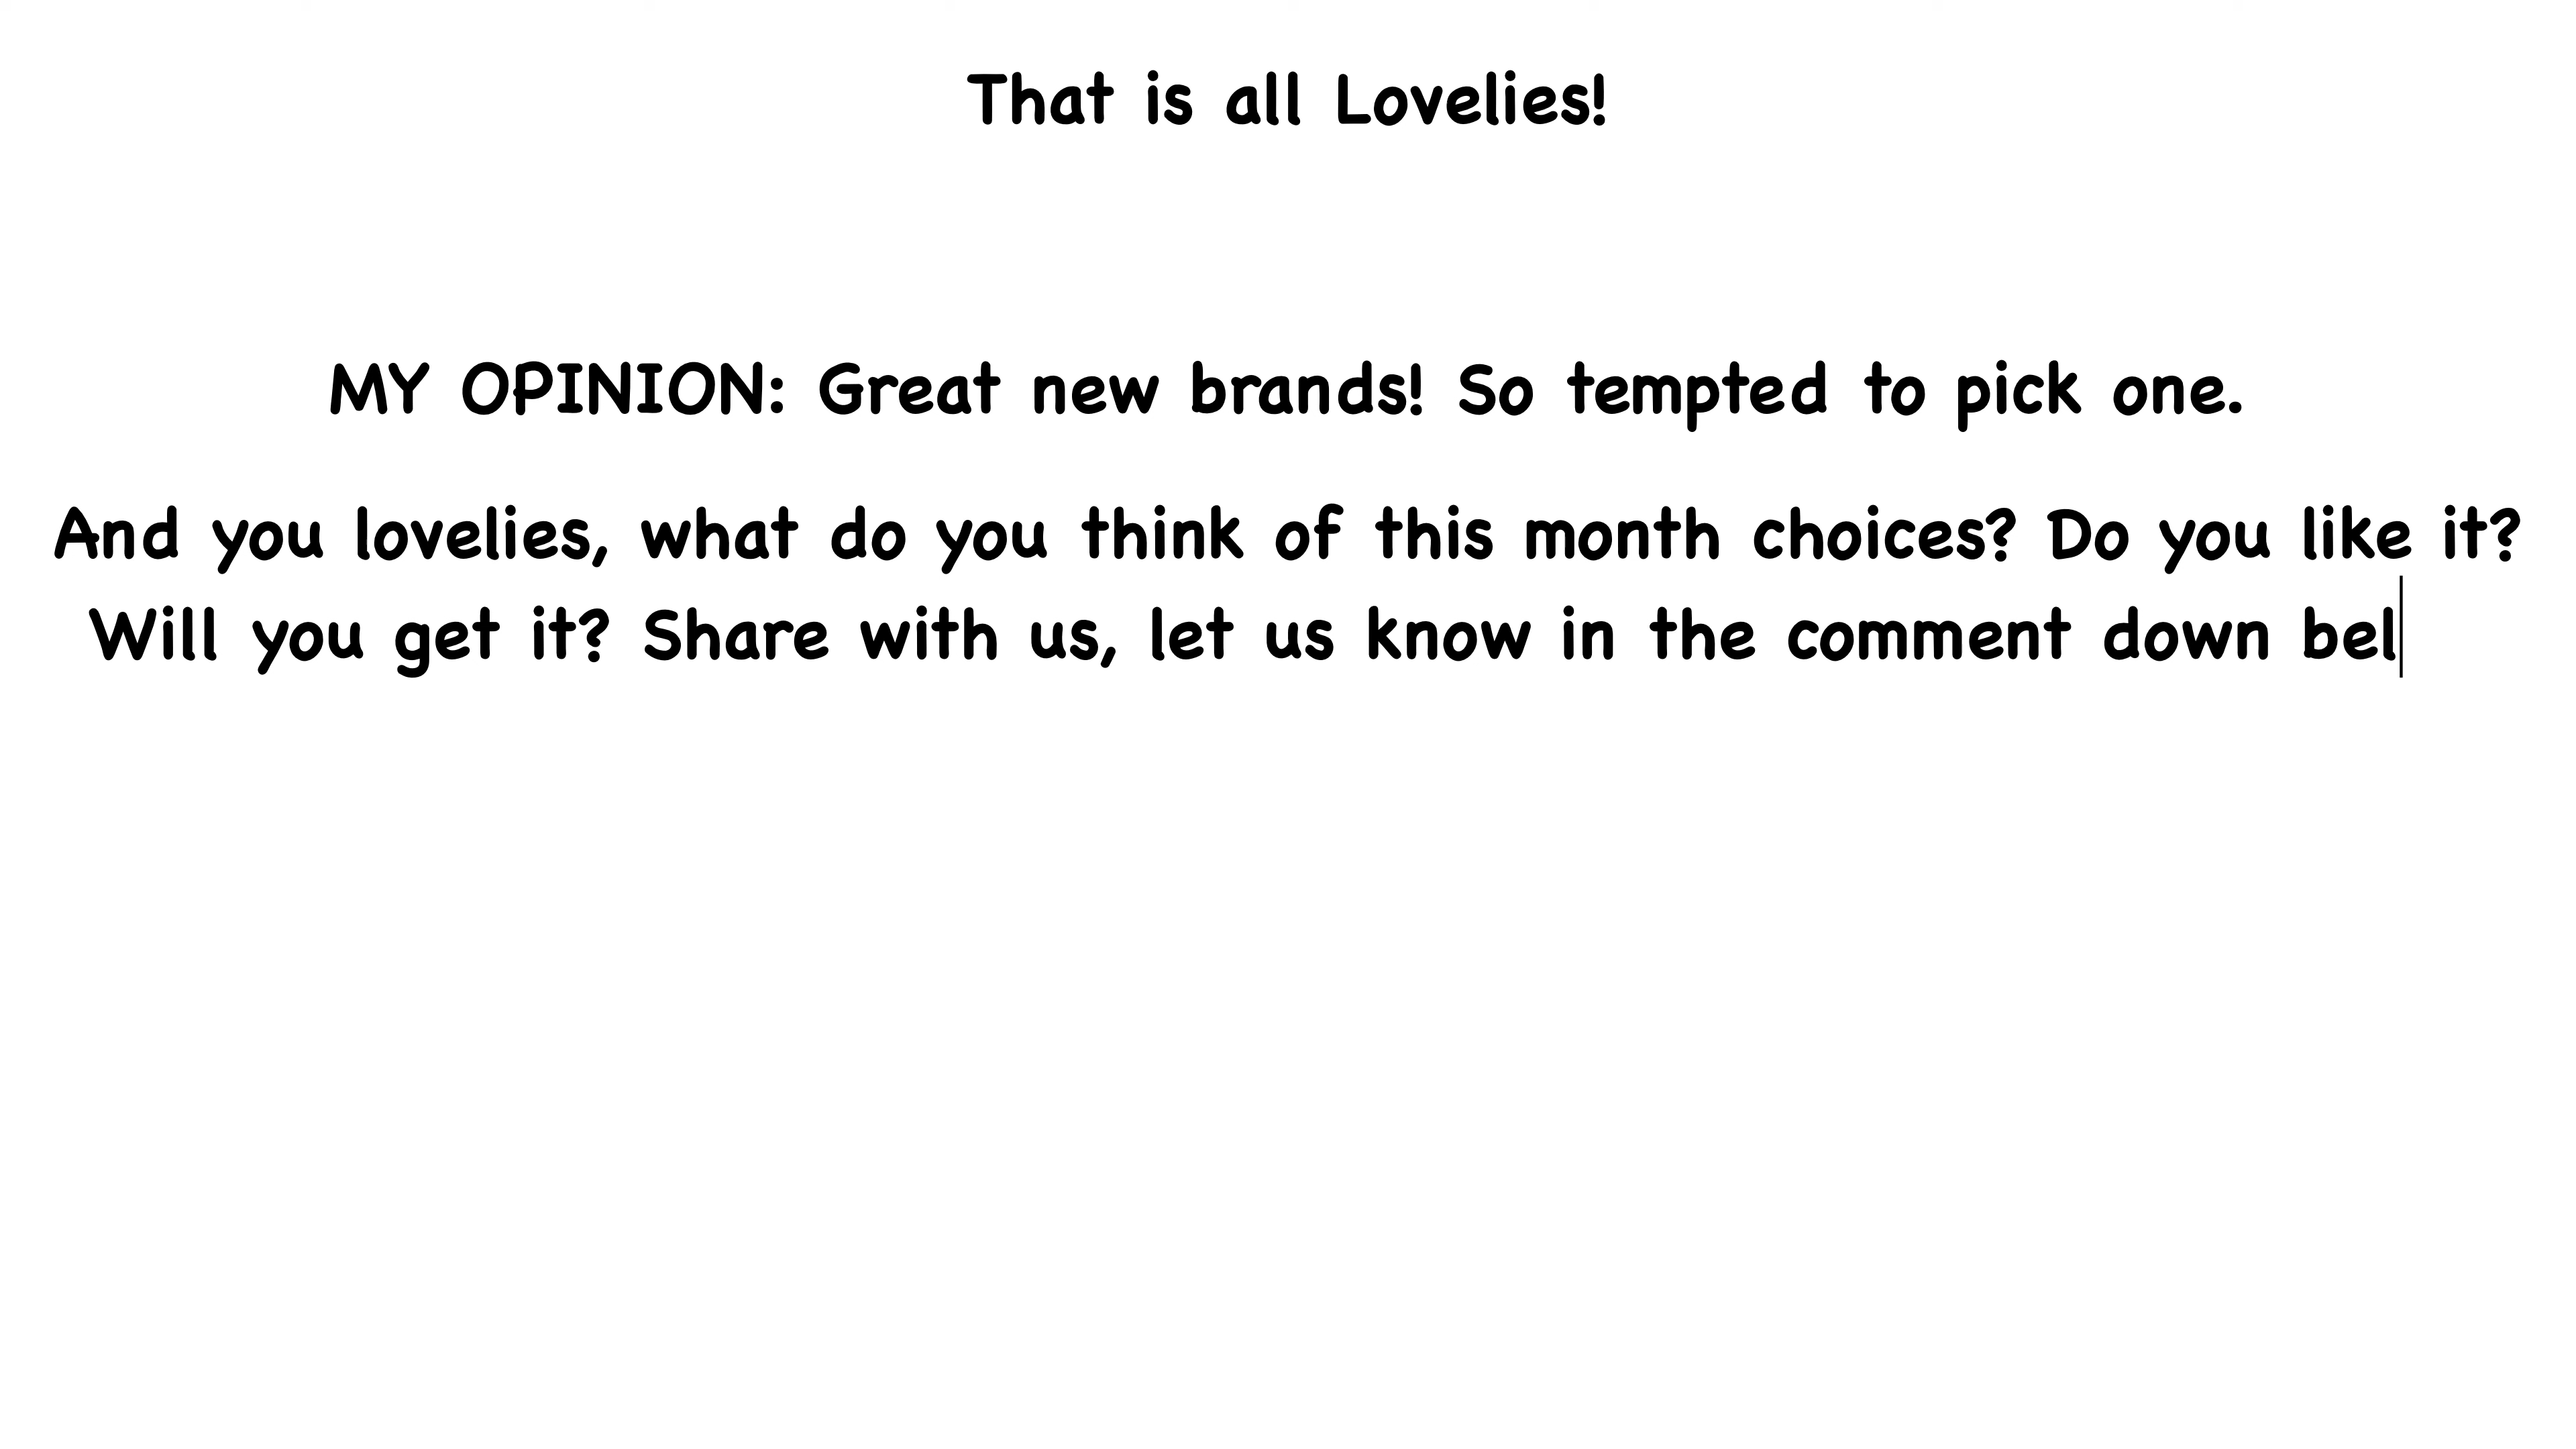 That is all Lovelies!
MY OPINION: Great new brands! So tempted to pick one.
And you lovelies, what do you think of this month choices? Do you like it?
Will you get it? Share with us, let us know in the comment down bel